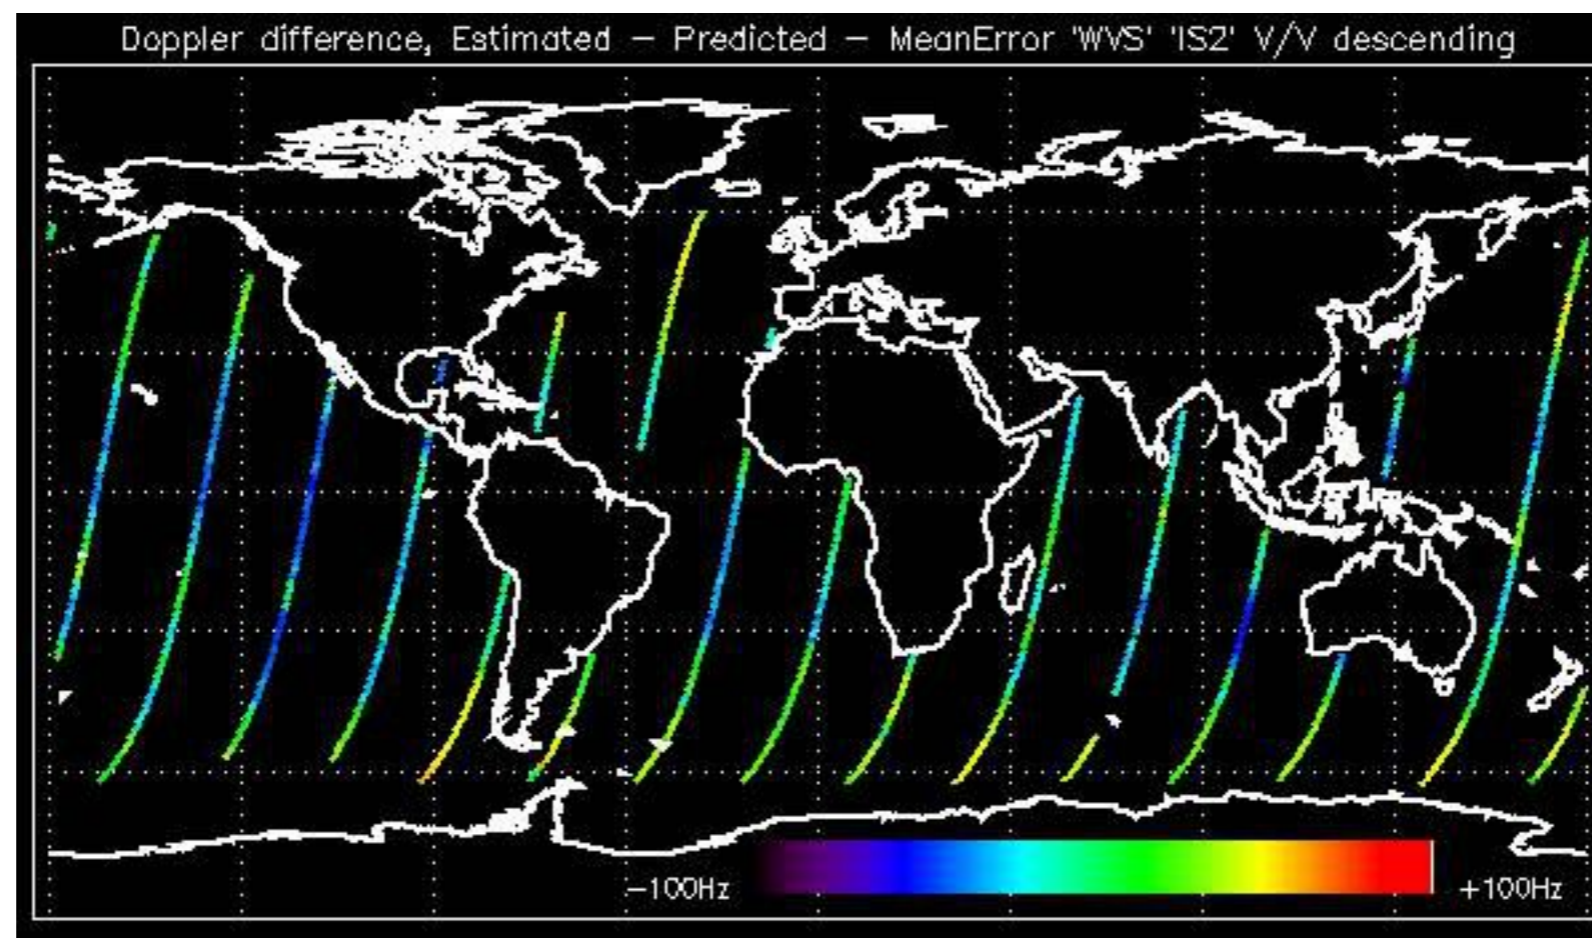 Doppler difference, Estimated – Predicted – MeanError 'WVS' 'IS2' V/V descending
–100Hz
+100Hz